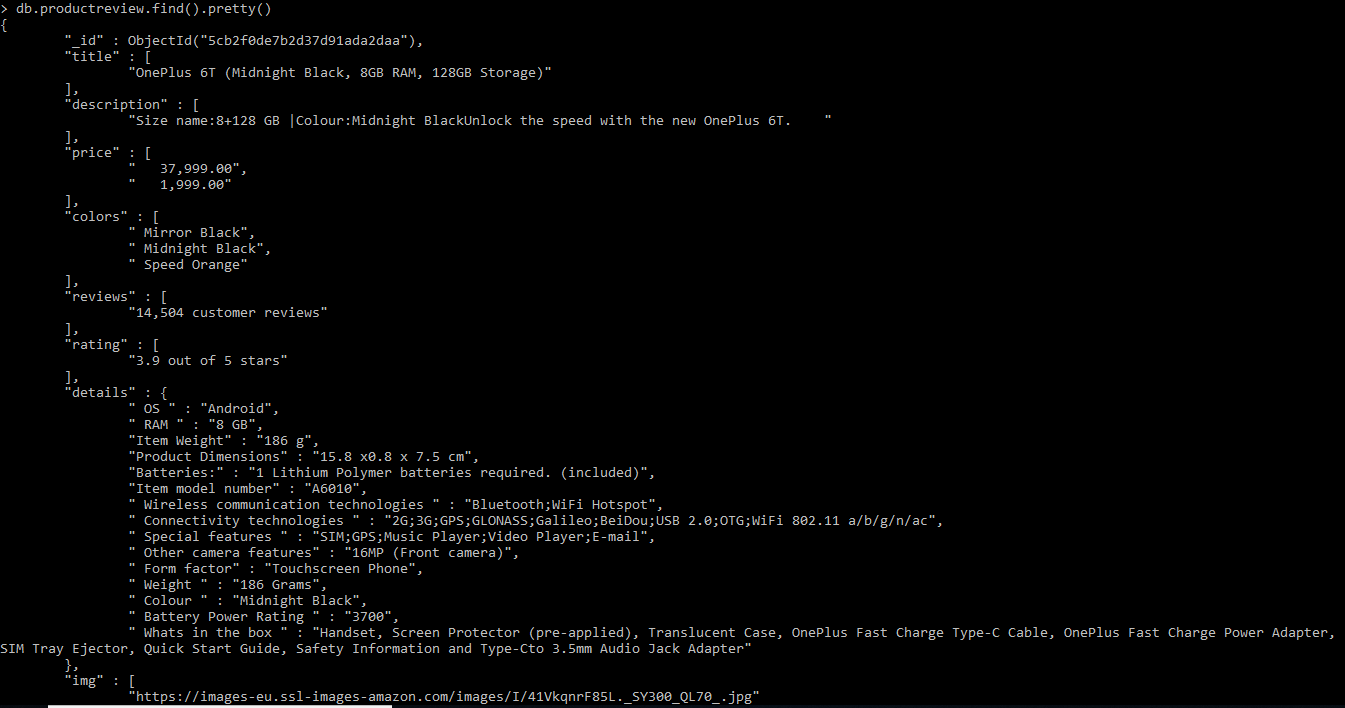 > db.productreview.find().pretty()
{
"_id" : ObjectId("5cb2f0de7b2d37d91ada2daa"),
"title" : [
"OnePlus 6T (Midnight Black, 8GB RAM, 128GB Storage)"
],
"description" : [
"Size name:8+128 GB |Colour:Midnight BlackUnlock the speed with the new OnePlus 6T.    "
],
"price" : [
"   37,999.00",
"   1,999.00"
],
"colors" : [
" Mirror Black",
" Midnight Black",
" Speed Orange"
],
"reviews" : [
"14,504 customer reviews"
],
"rating" : [
"3.9 out of 5 stars"
],
"details" : {
" OS " : "Android",
" RAM " : "8 GB",
"Item Weight" : "186 g",
"Product Dimensions" : "15.8 x0.8 x 7.5 cm",
"Batteries:" : "1 Lithium Polymer batteries required. (included)",
"Item model number" : "A6010",
" Wireless communication technologies " : "Bluetooth;WiFi Hotspot",
" Connectivity technologies " : "2G;3G;GPS;GLONASS;Galileo;BeiDou;USB 2.0;OTG;WiFi 802.11 a/b/g/n/ac",
" Special features " : "SIM;GPS;Music Player;Video Player;E-mail",
" Other camera features" : "16MP (Front camera)",
" Form factor" : "Touchscreen Phone",
" Weight " : "186 Grams",
" Colour " : "Midnight Black",
" Battery Power Rating " : "3700",
" Whats in the box " : "Handset, Screen Protector (pre-applied), Translucent Case, OnePlus Fast Charge Type-C Cable, OnePlus Fast Charge Power Adapter,
SIM Tray Ejector, Quick Start Guide, Safety Information and Type-Cto 3.5mm Audio Jack Adapter"
},
"img" : [
"https://images-eu.ssl-images-amazon.com/images/I/41VkqnrF85L._SY300_QL70_.jpg"